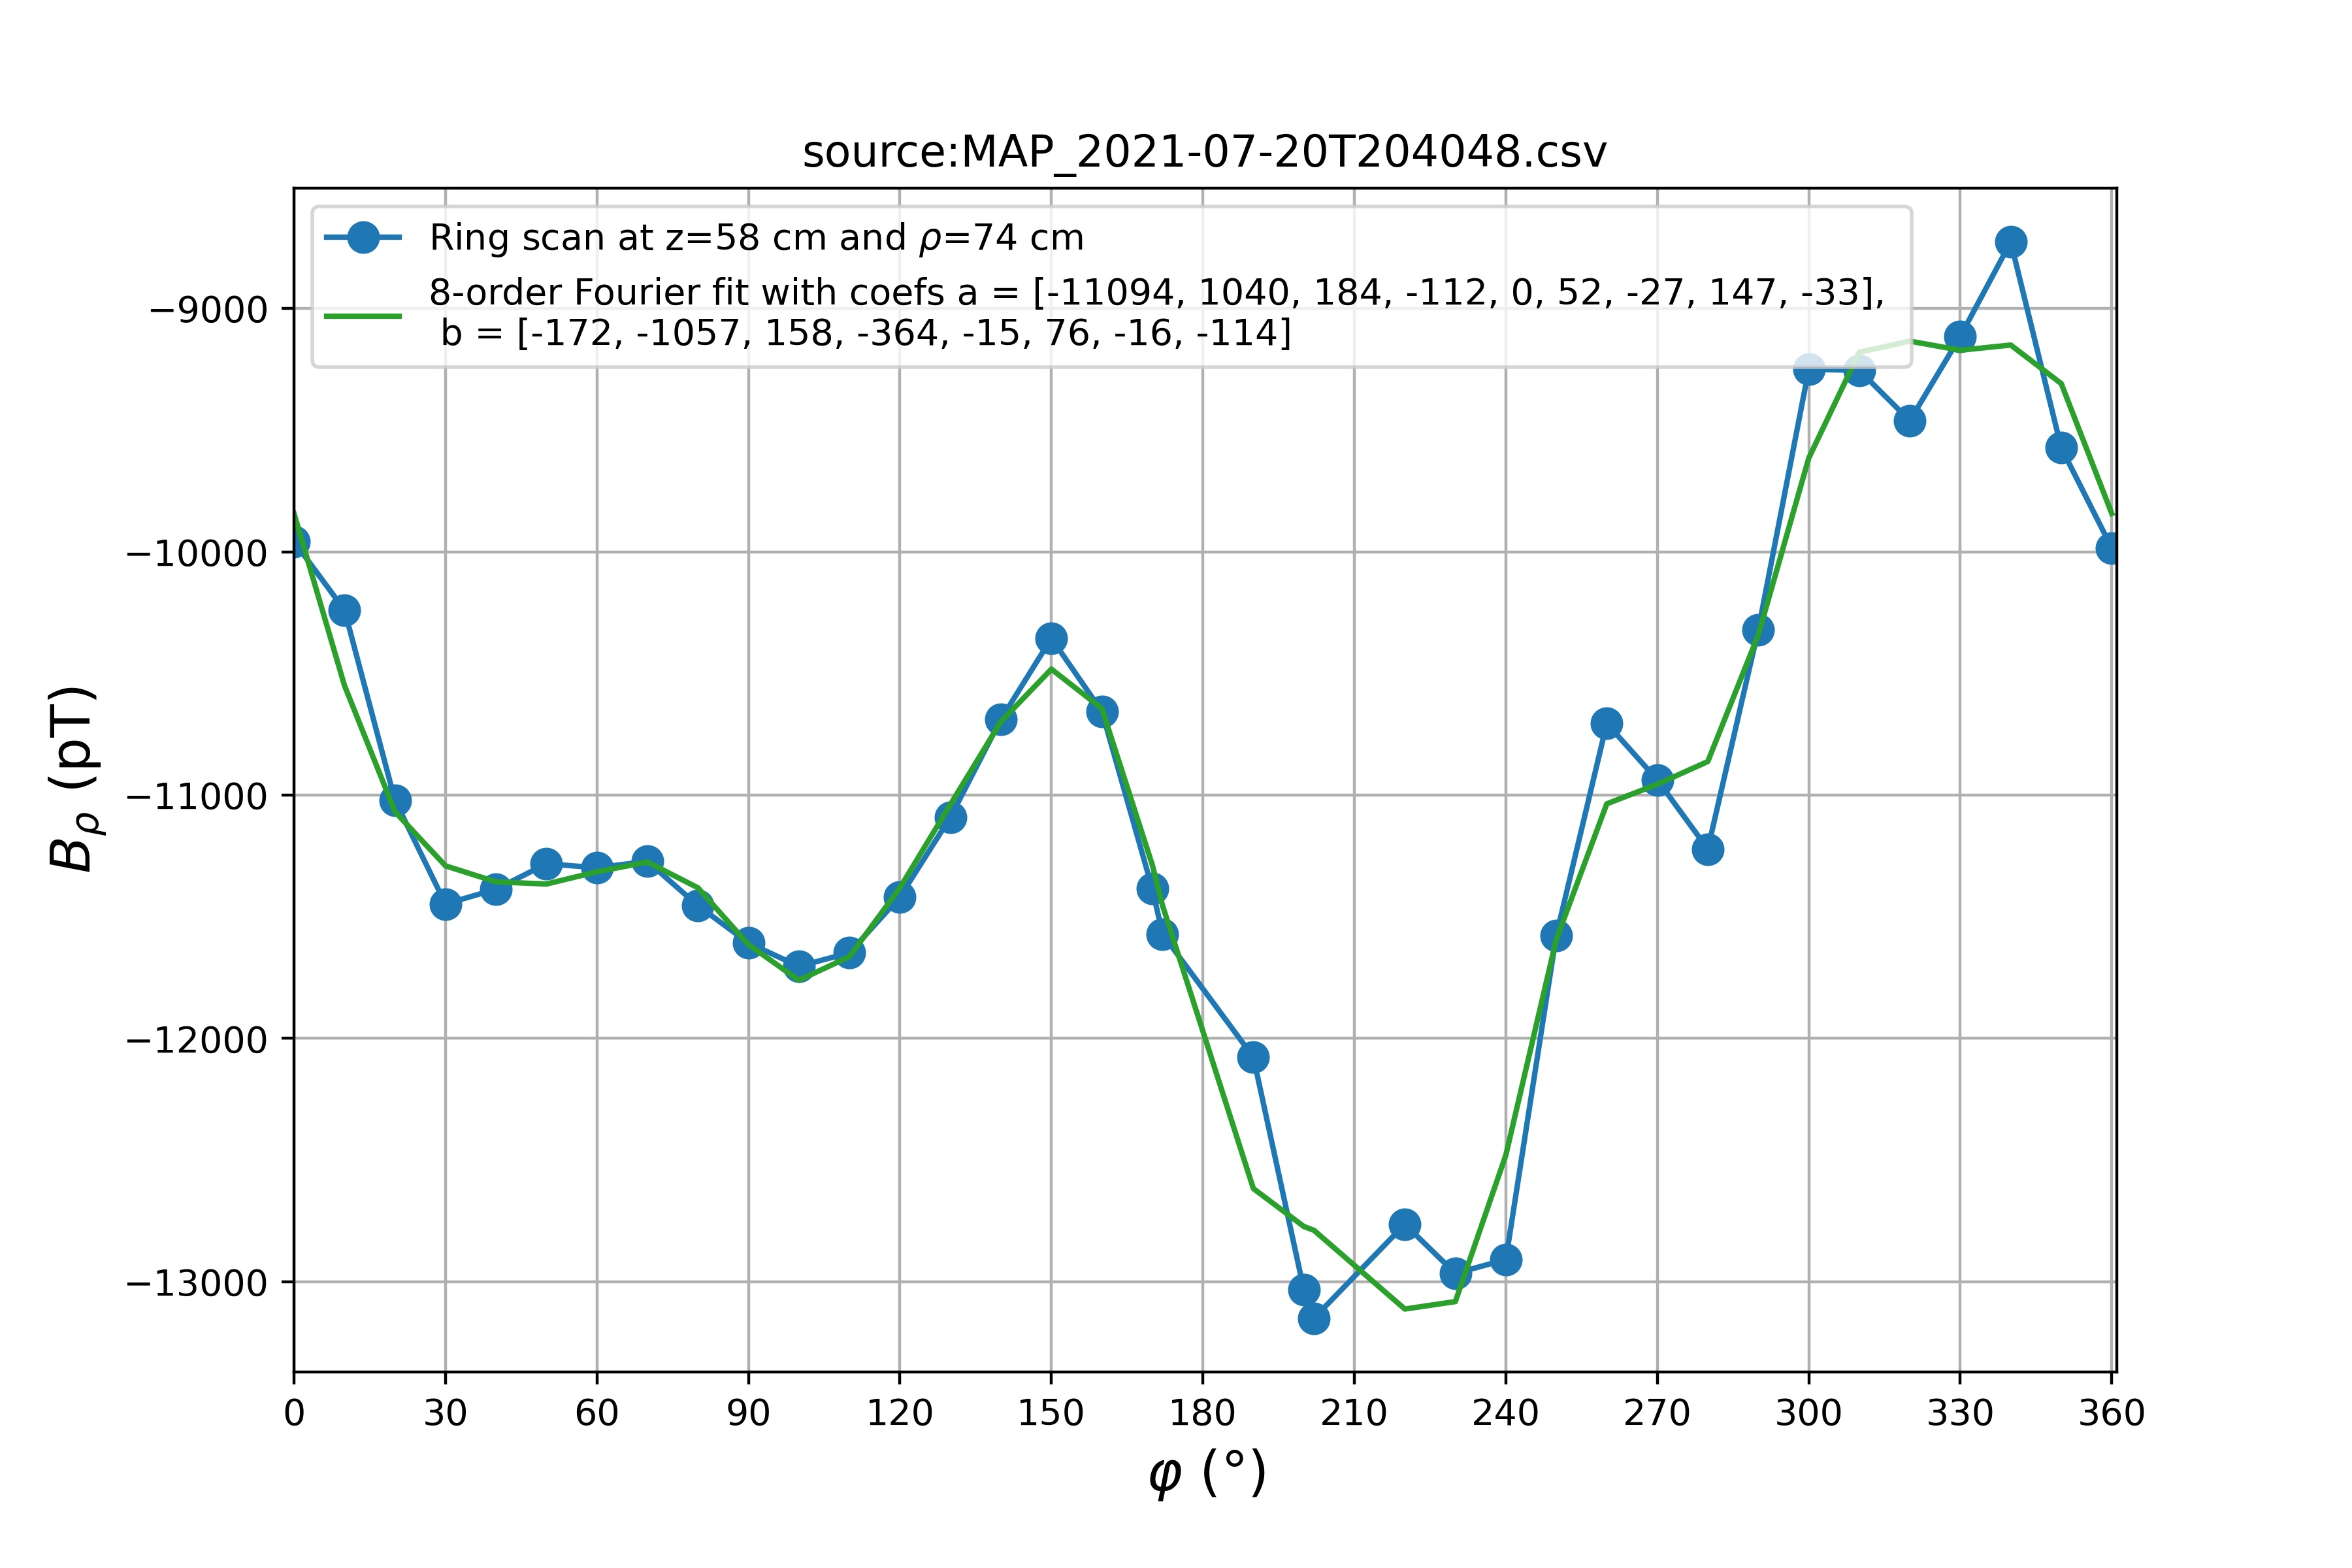 source:MAP_2021-07-20T204048.csv
Ring scan at z=58 cm and ρ=74 cm
8-order Fourier fit with coefs a = [-11094, 1040, 184, -112, 0, 52, -27, 147, -33],
b = [-172, -1057, 158, -364, -15, 76, -16, -114]
−9000
−10000
−11000
−12000
−13000
Bρ (pT)
0 30 60 90 120 150 180 210 240 270 300 330 360
φ (°)